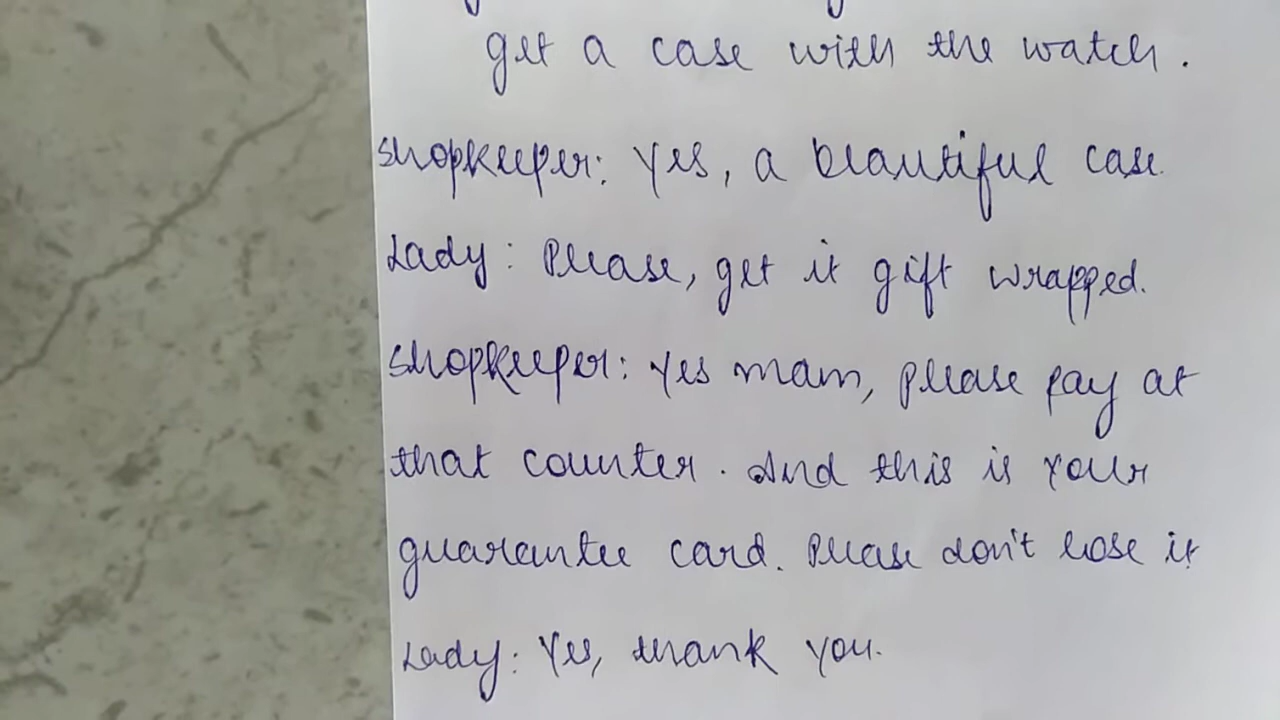 get a case with the watch.
Shopkeeper: Yes, a beautiful case.
Lady: Please, get it gift wrapped.
Shopkeeper: Yes mam, please pay at
that counter. And this is your
guarantee card. Please don't lose it.
Lady: Yes, thank you.